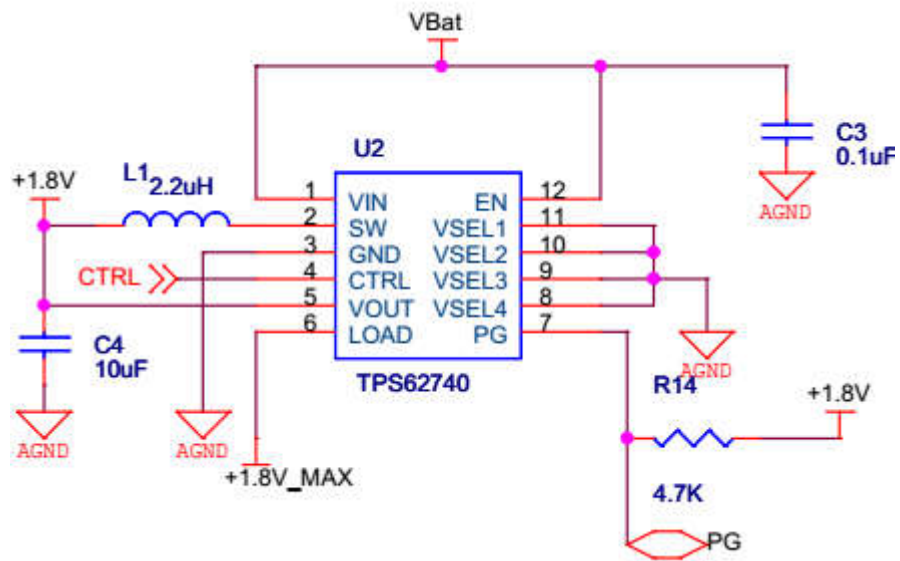 VBat
U2
C3
0.1uF
AGND
+1.8V
L1
2.2uH
1 VIN EN 12
2 SW VSEL1 11
3 GND VSEL2 10
4 CTRL VSEL3 9
5 VOUT VSEL4 8
6 LOAD PG 7
CTRL
C4
10uF
TPS62740
AGND
AGND
AGND
+1.8V_MAX
R14
+1.8V
4.7K
PG